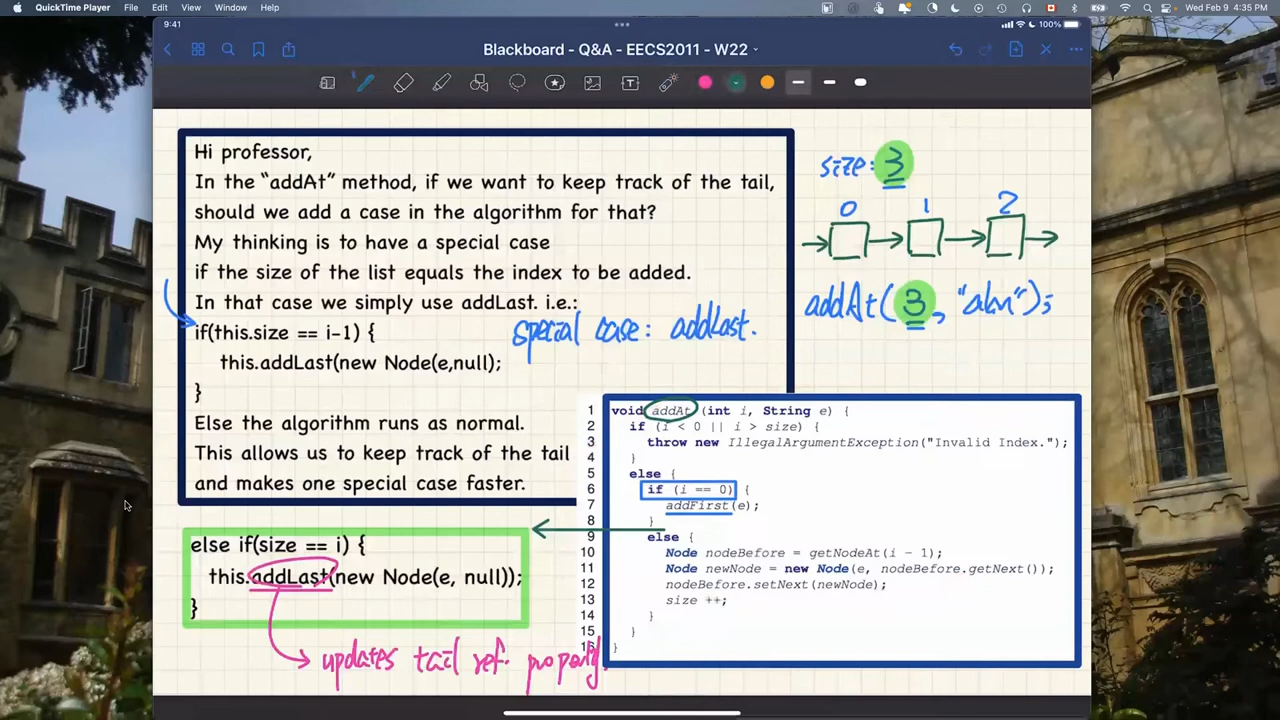 QuickTime Player File Edit View Window Help
Wed Feb 9 4:35 PM
9:41
100%
Blackboard - Q&A - EECS2011 - W22
Hi professor,
In the "addAt" method, if we want to keep track of the tail,
should we add a case in the algorithm for that?
My thinking is to have a special case
if the size of the list equals the index to be added.
In that case we simply use addLast. i.e.:
if(this.size == i-1) {
this.addLast(new Node(e,null);
}
Else the algorithm runs as normal.
This allows us to keep track of the tail
and makes one special case faster.
special case: addLast.
size: 3
0 1 2
addAt(3, "alan");
else if(size == i) {
this.addLast(new Node(e, null));
}
updates tail ref. properly.
1 void addAt (int i, String e) {
2 if (i < 0 || i > size) {
3 throw new IllegalArgumentException("Invalid Index.");
4 }
5 else {
6 if (i == 0) {
7 addFirst(e);
8 }
9 else {
10 Node nodeBefore = getNodeAt(i - 1);
11 Node newNode = new Node(e, nodeBefore.getNext());
12 nodeBefore.setNext(newNode);
13 size ++;
14 }
15 }
16 }